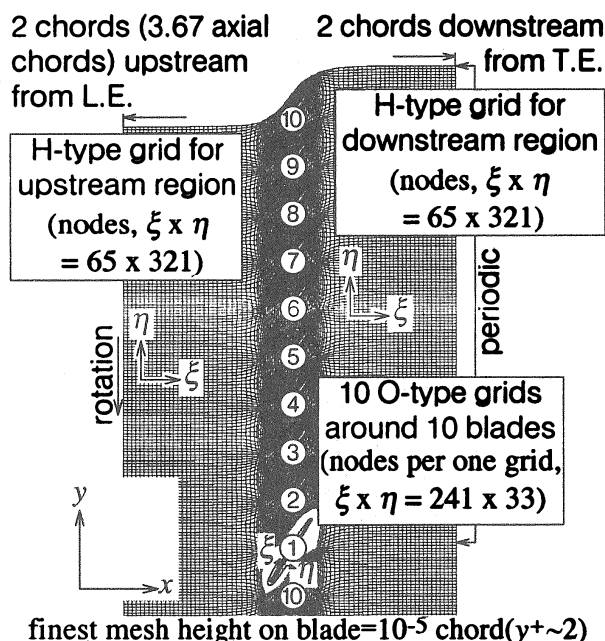 2 chords (3.67 axial
chords) upstream
from L.E.
2 chords downstream
from T.E.
H-type grid for
upstream region
(nodes, ξ x η
= 65 x 321)
H-type grid for
downstream region
(nodes, ξ x η
= 65 x 321)
10
9
8
7
6
5
4
3
2
1
10
η
ξ
η
ξ
rotation
periodic
10 O-type grids
around 10 blades
(nodes per one grid,
ξ x η = 241 x 33)
ξ
η
y
x
finest mesh height on blade=10⁻⁵ chord(y+~2)